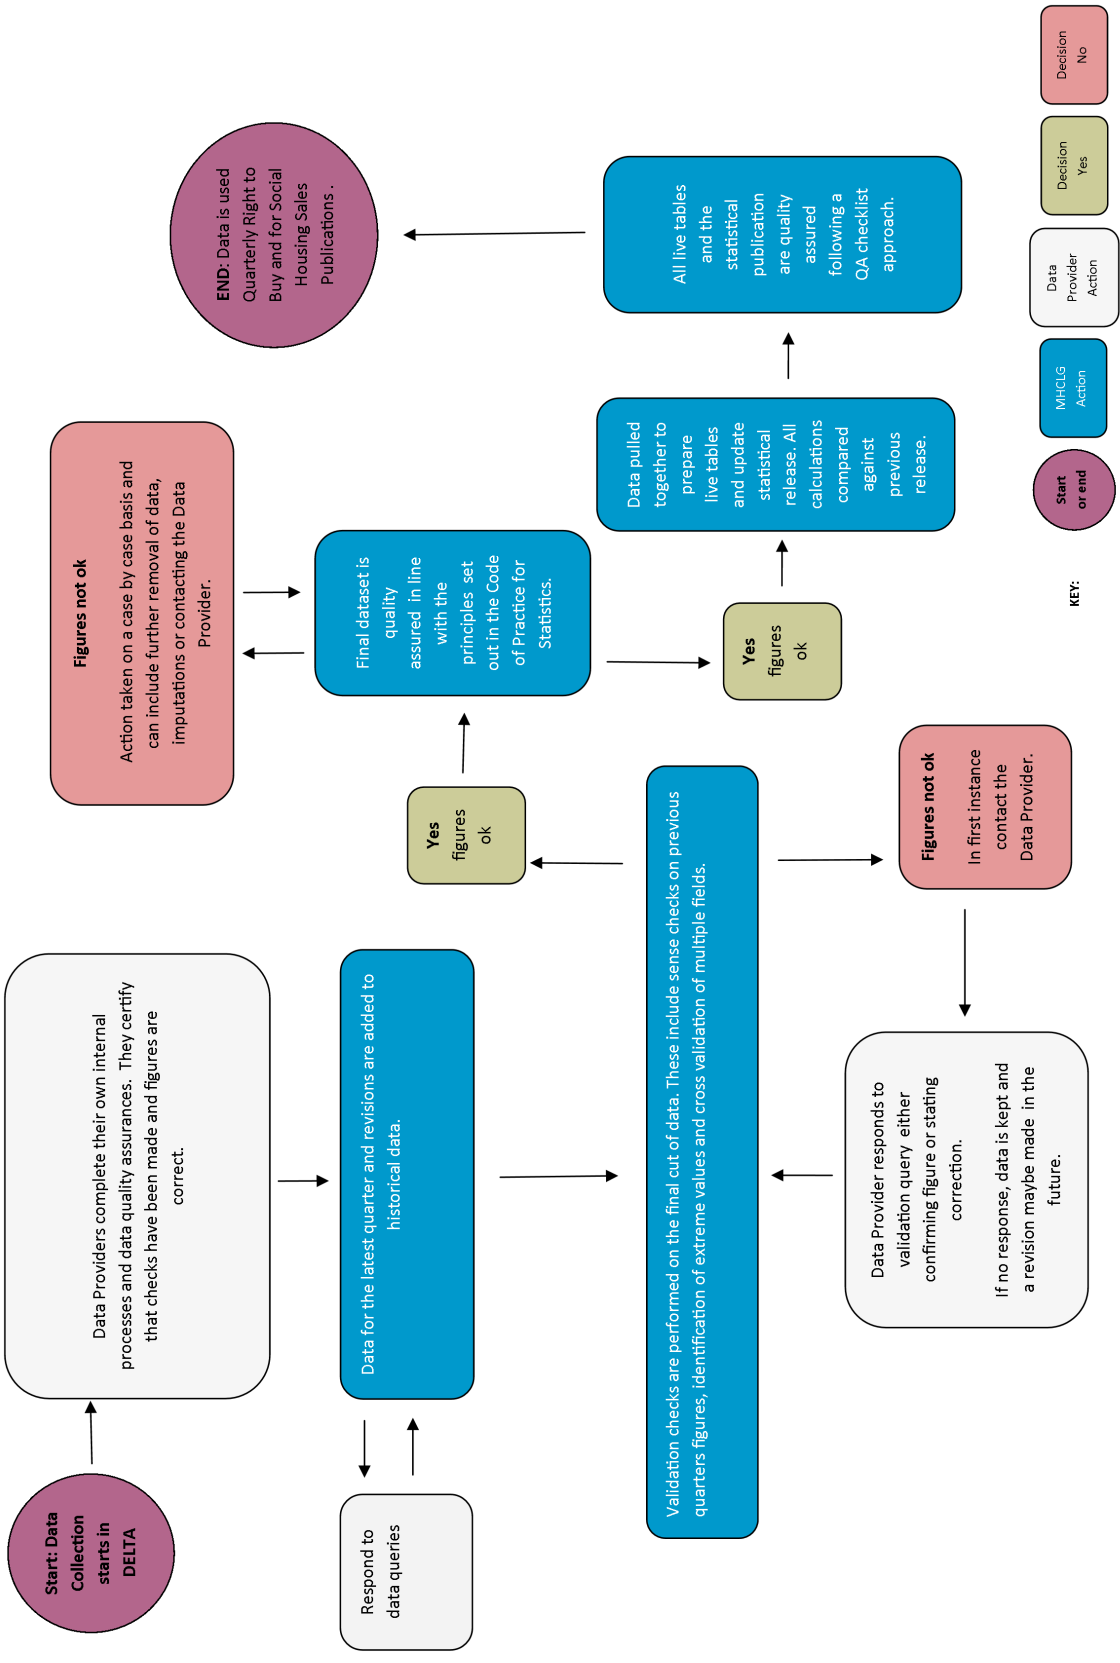 Start: Data
Collection
starts in
DELTA
Data Providers complete their own internal
processes and data quality assurances.  They certify
that checks have been made and figures are
correct.
Respond to
data queries
Data for the latest quarter and revisions are added to
historical data.
Validation checks are performed on the final cut of data. These include sense checks on previous
quarters figures, identification of extreme values and cross validation of multiple fields.
Data Provider responds to
validation query  either
confirming figure or stating
correction.
If no response, data is kept and
a revision maybe made  in the
future.
Figures not ok
In first instance
contact the
Data Provider.
Yes
figures
ok
Figures not ok
Action taken on a case by case basis and
can include further removal of data,
imputations or contacting the Data
Provider.
Final dataset is
quality
assured  in line
with the
principles  set
out in the Code
of Practice for
Statistics.
Yes
figures
ok
Data pulled
together to
prepare
live tables
and update
statistical
release. All
calculations
compared
against
previous
release.
All live tables
and the
statistical
publication
are quality
assured
following a
QA checklist
approach.
END: Data is used
Quarterly Right to
Buy and for Social
Housing Sales
Publications .
KEY:
Start
or end
MHCLG
Action
Data
Provider
Action
Decision
Yes
Decision
No